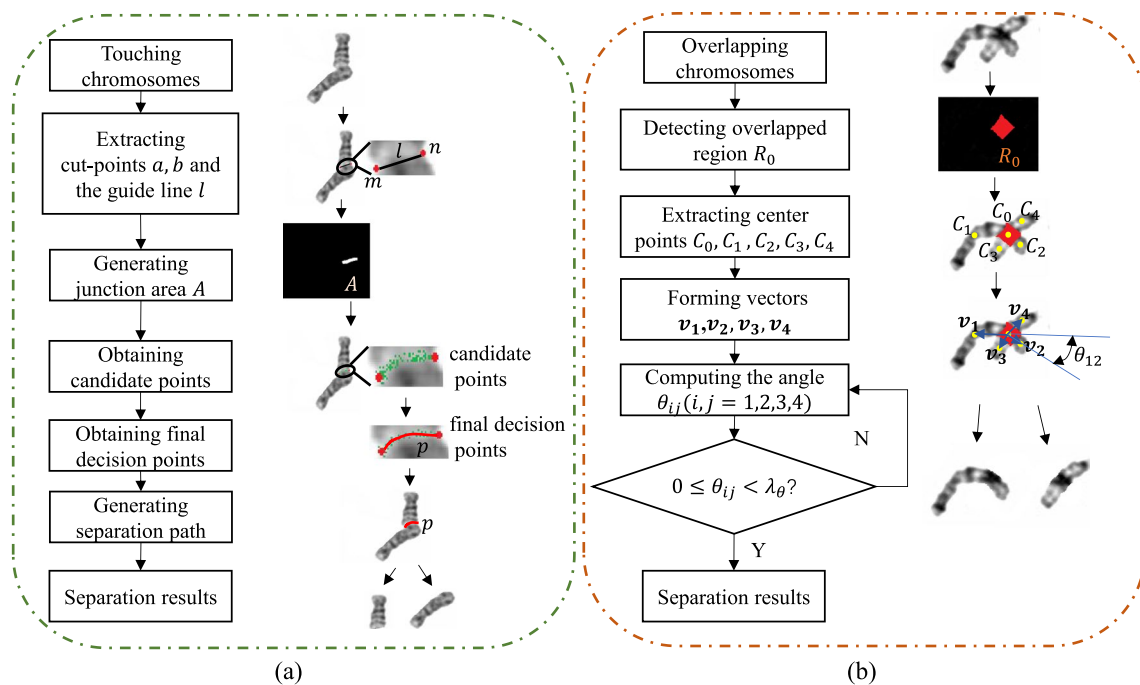 Touching
chromosomes
Extracting
cut-points a, b and
the guide line l
Generating
junction area A
Obtaining
candidate points
Obtaining final
decision points
Generating
separation path
Separation results
l
n
m
A
candidate
points
final decision
points
p
p
(a)
Overlapping
chromosomes
Detecting overlapped
region R₀
Extracting center
points C₀, C₁, C₂, C₃, C₄
Forming vectors
v₁,v₂, v₃, v₄
Computing the angle
θᵢⱼ(i, j = 1,2,3,4)
N
0 ≤ θᵢⱼ < λ_θ?
Y
Separation results
R₀
C₀
C₄
C₁
C₃
C₂
v₄
v₁
v₃
v₂
θ₁₂
(b)